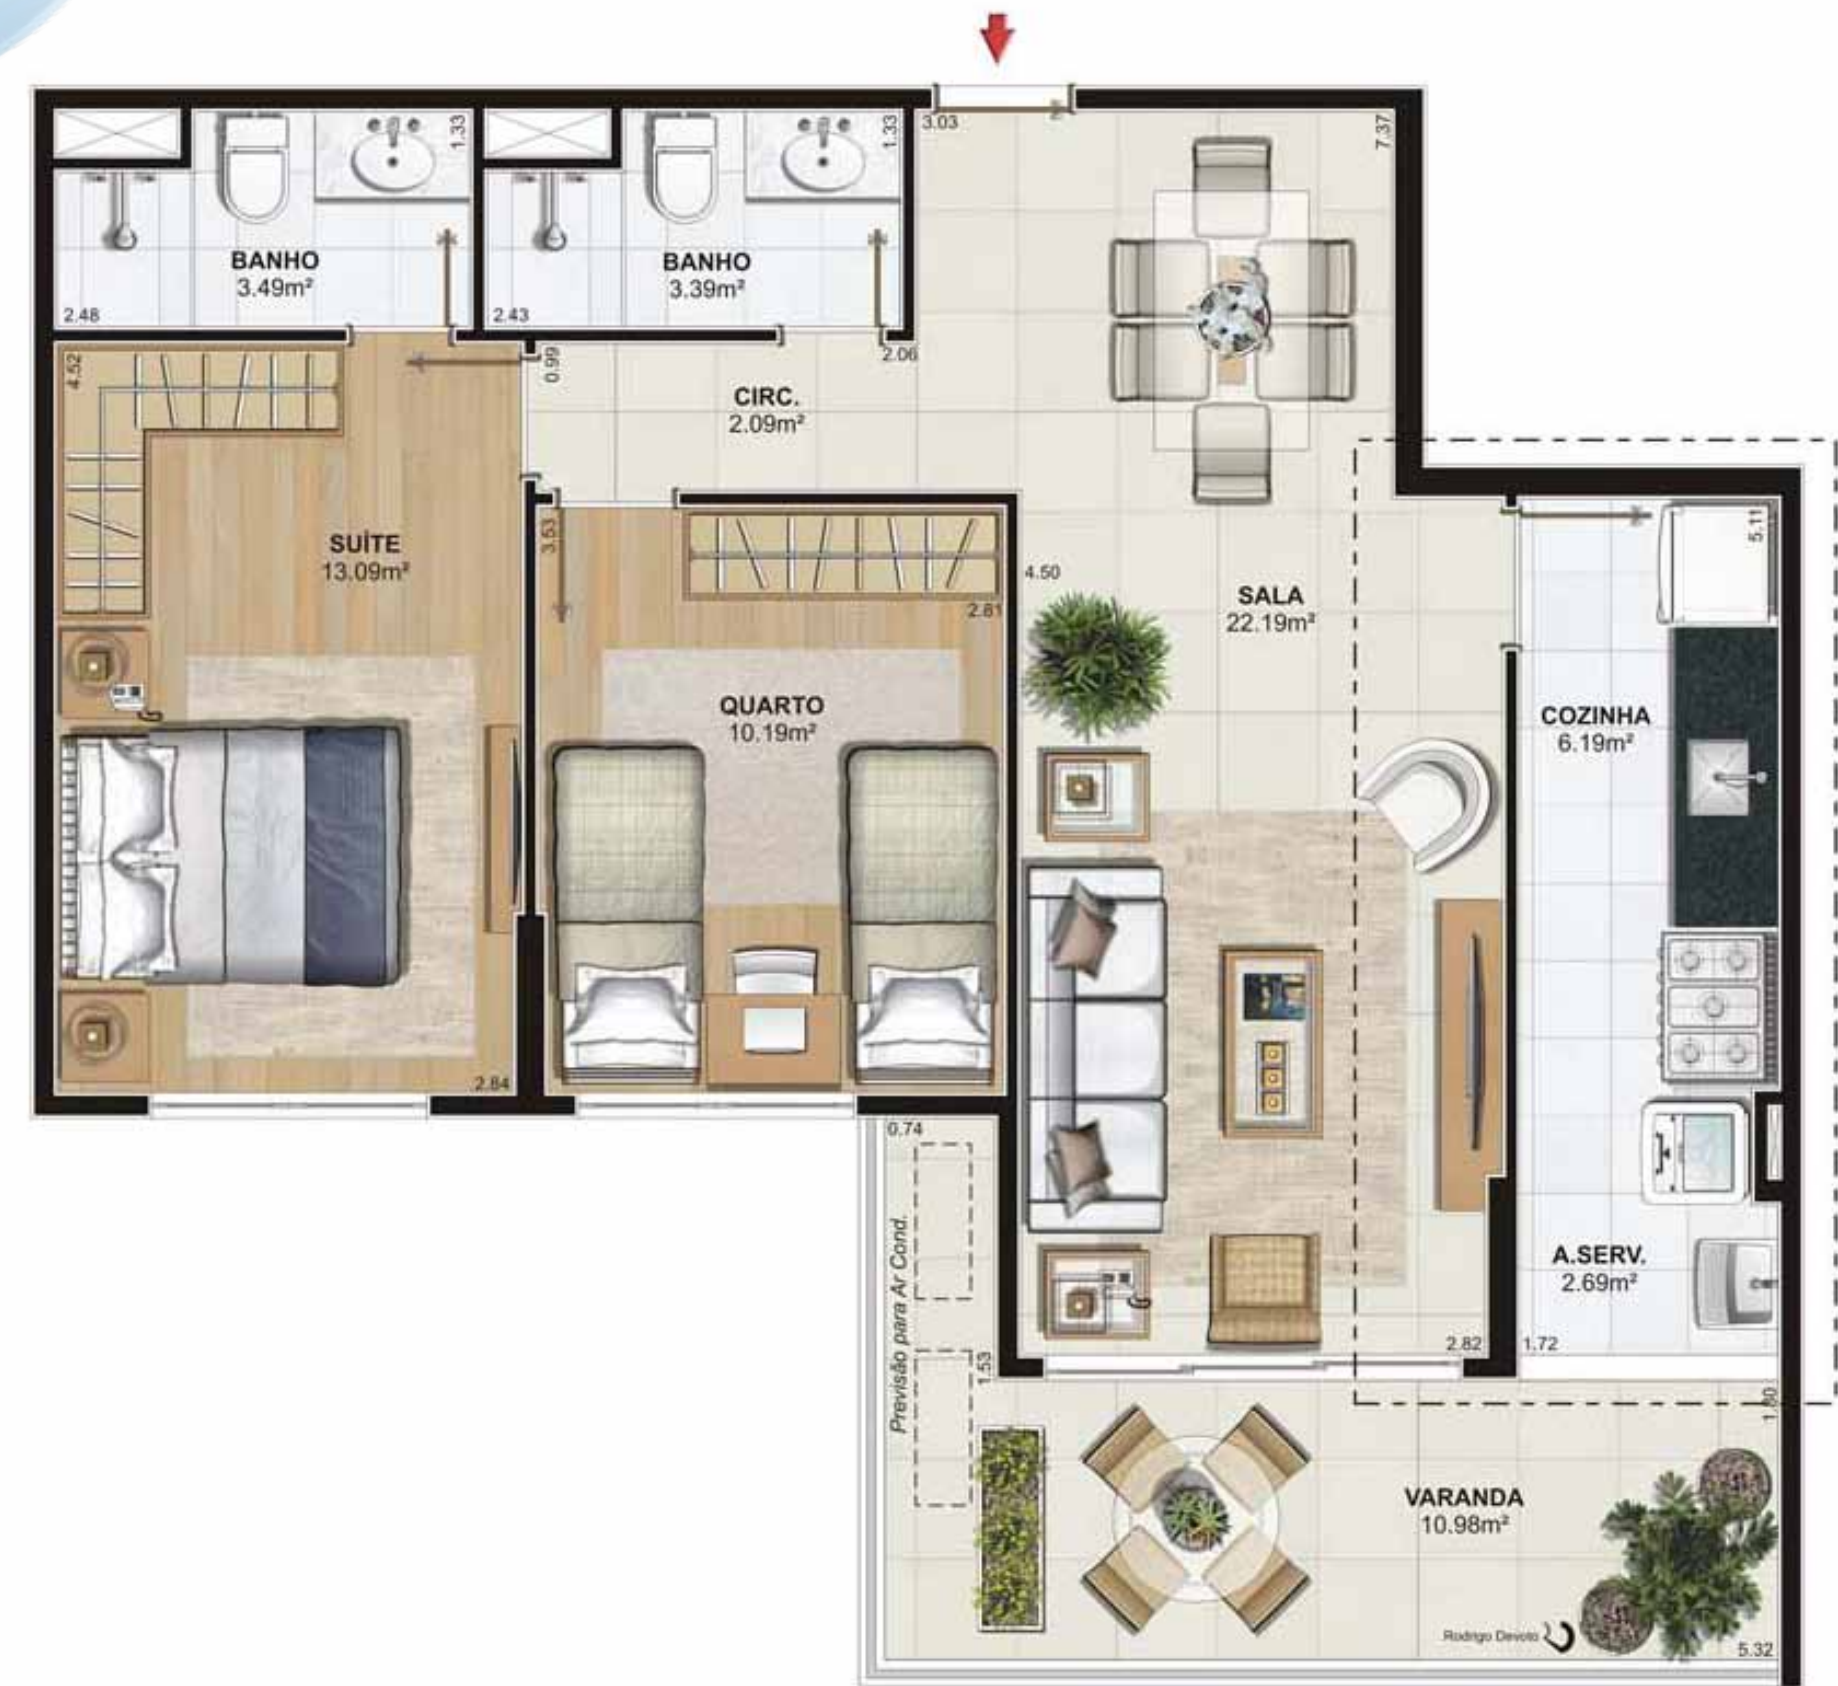 3.03
7.37
1.33
1.33
BANHO
3.49m²
BANHO
3.39m²
2.48
2.43
4.52
0.99
2.06
CIRC.
2.09m²
SUÍTE
13.09m²
3.53
2.81
4.50
SALA
22.19m²
5.11
QUARTO
10.19m²
COZINHA
6.19m²
2.84
0.74
Previsão para Ar Cond.
A.SERV.
2.69m²
1.53
2.82
1.72
1.80
VARANDA
10.98m²
Rodrigo Devoto
5.32